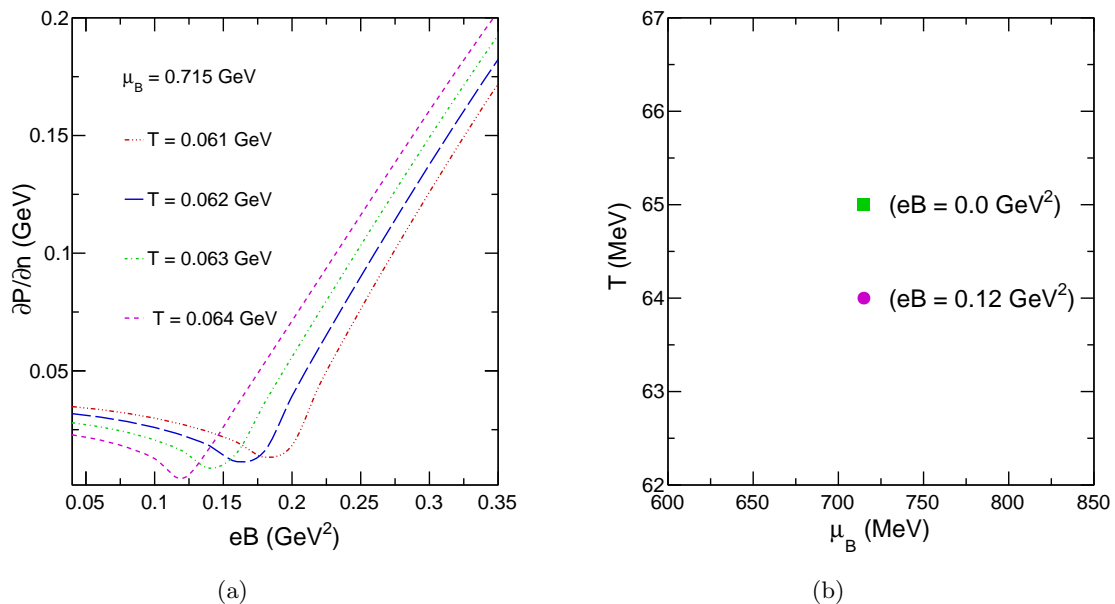 0.2
0.15
0.1
0.05
∂P/∂n (GeV)
μB = 0.715 GeV
T = 0.061 GeV
T = 0.062 GeV
T = 0.063 GeV
T = 0.064 GeV
0.05 0.1 0.15 0.2 0.25 0.3 0.35
eB (GeV²)
(a)
67
66
65
64
63
62
T (MeV)
(eB = 0.0 GeV²)
(eB = 0.12 GeV²)
600 650 700 750 800 850
μB (MeV)
(b)